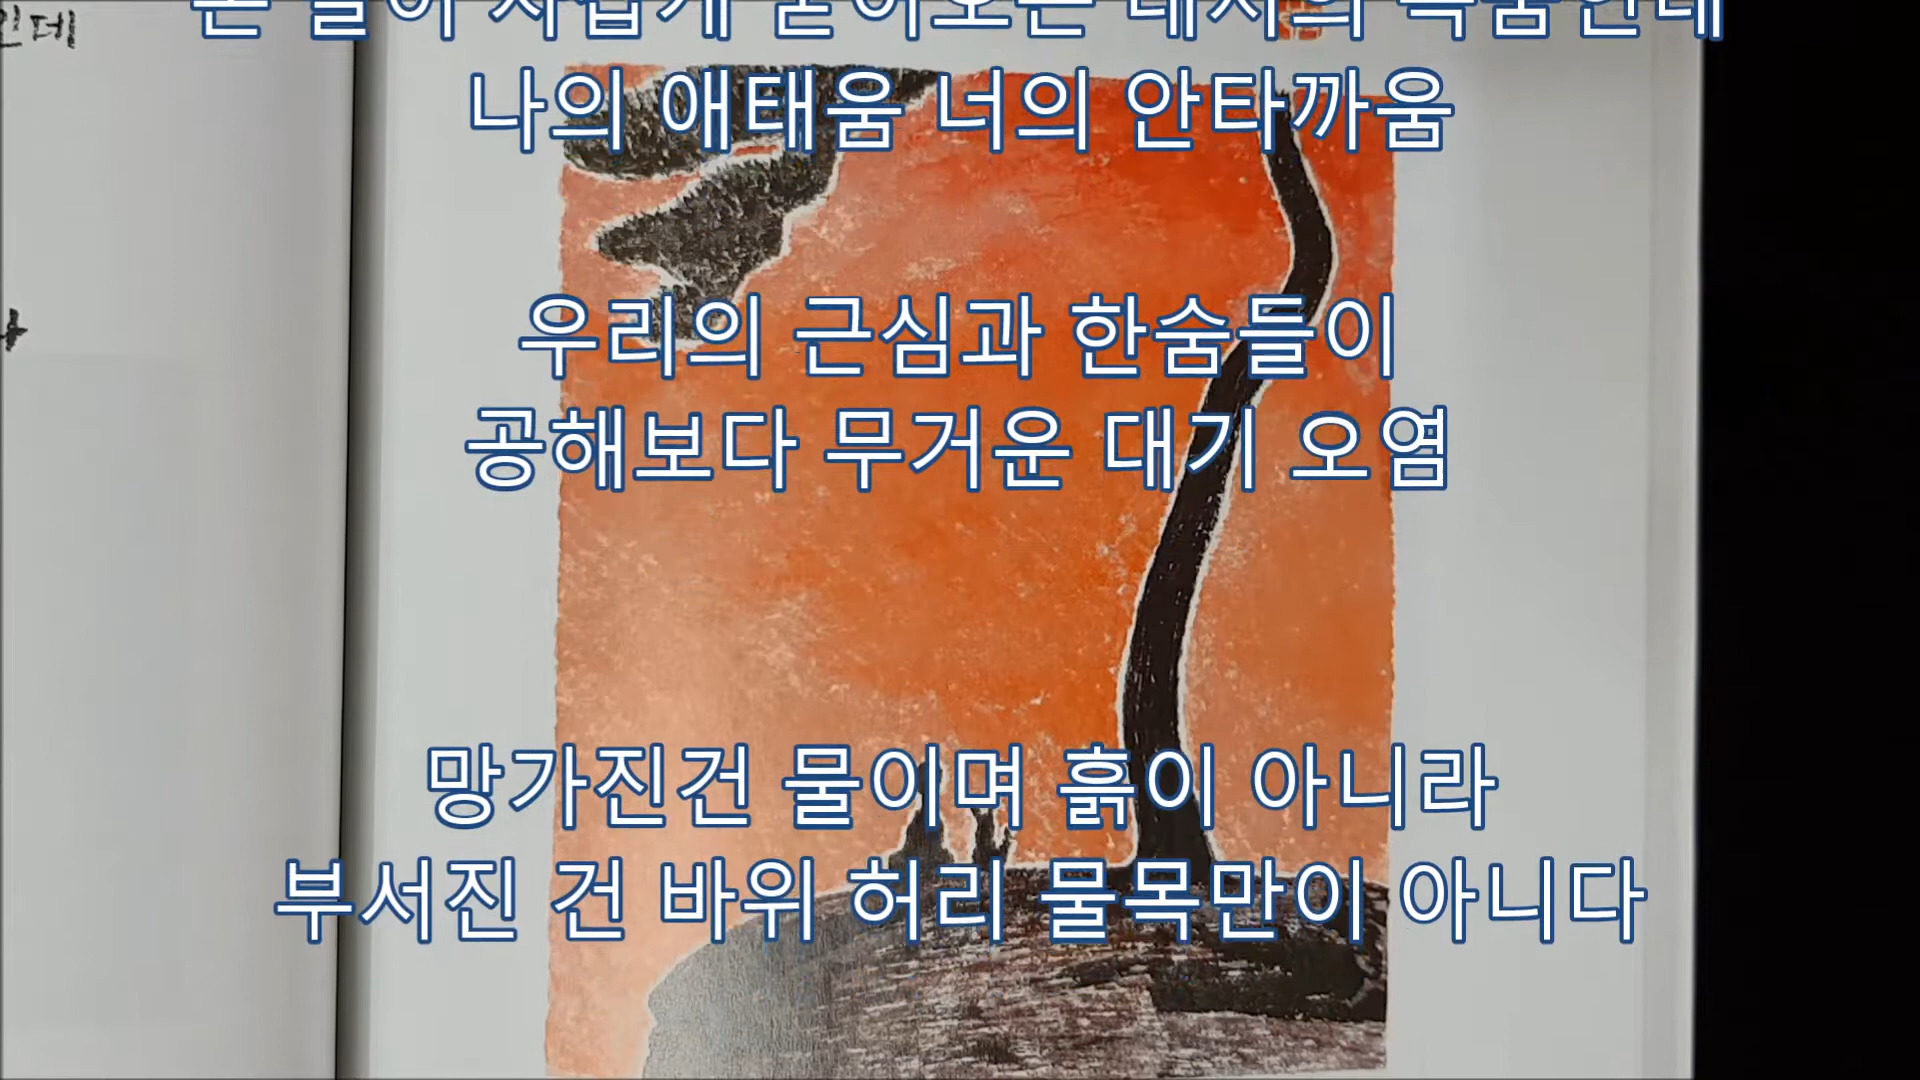 나의 애태움 너의 안타까움
우리의 근심과 한숨들이
공해보다 무거운 대기 오염
망가진건 물이며 흙이 아니라
부서진 건 바위 허리 물목만이 아니다
인데